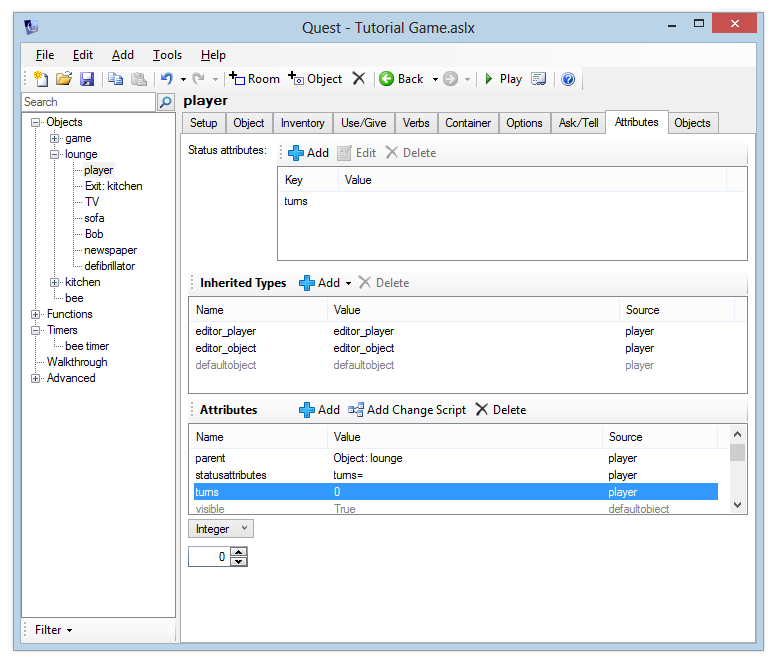 Quest - Tutorial Game.aslx
File Edit Add Tools Help
Room Object Back Play
Search
player
Objects
game
lounge
player
Exit: kitchen
TV
sofa
Bob
newspaper
defibrillator
kitchen
bee
Functions
Timers
bee timer
Walkthrough
Advanced
Filter
Setup Object Inventory Use/Give Verbs Container Options Ask/Tell Attributes Objects
Status attributes: Add Edit Delete
Key Value
turns
Inherited Types Add Delete
Name Value Source
editor_player editor_player player
editor_object editor_object player
defaultobject defaultobject player
Attributes Add Add Change Script Delete
Name Value Source
parent Object: lounge player
statusattributes turns= player
turns 0 player
visible True defaultobject
Integer
0